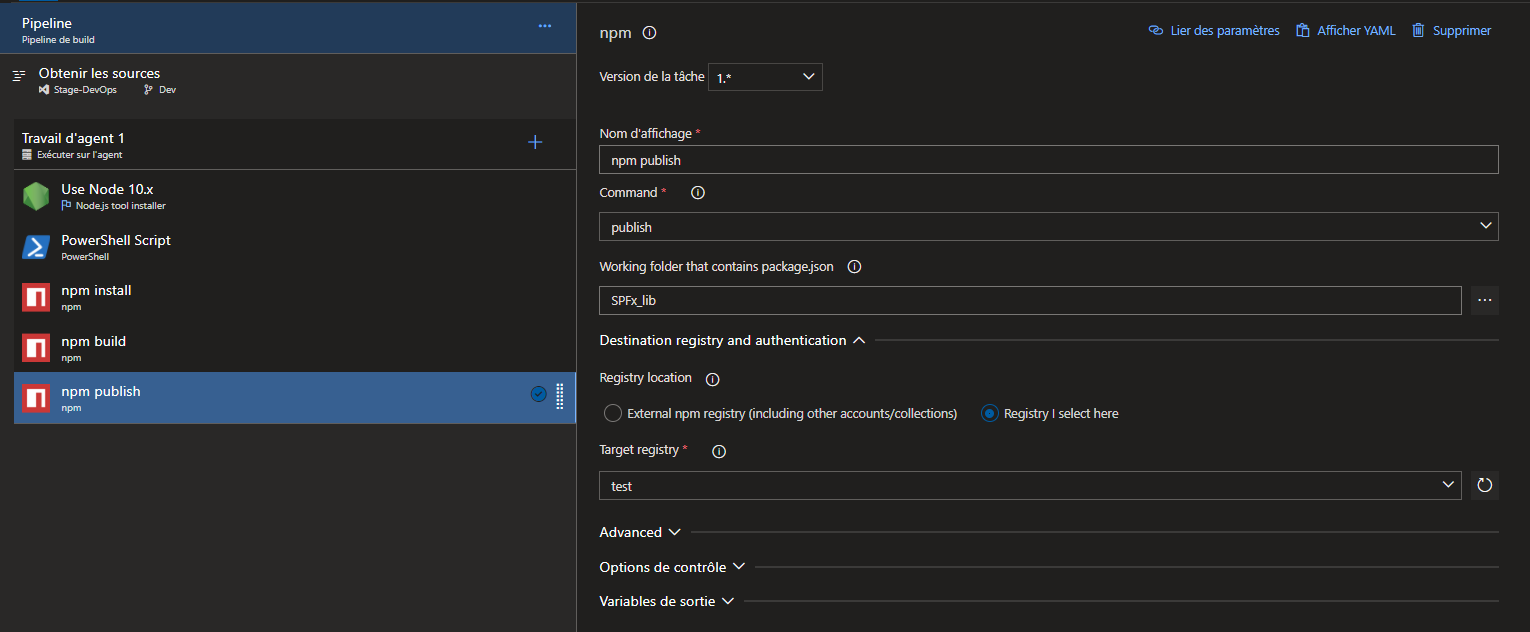 Pipeline
Pipeline de build
Obtenir les sources
Stage-DevOps Dev
Travail d'agent 1
Exécuter sur l'agent
Use Node 10.x
Node.js tool installer
PowerShell Script
PowerShell
npm install
npm
npm build
npm
npm publish
npm
npm
Lier des paramètres Afficher YAML Supprimer
Version de la tâche 1.*
Nom d'affichage *
npm publish
Command *
publish
Working folder that contains package.json
SPFx_lib
Destination registry and authentication
Registry location
External npm registry (including other accounts/collections) Registry I select here
Target registry *
test
Advanced
Options de contrôle
Variables de sortie